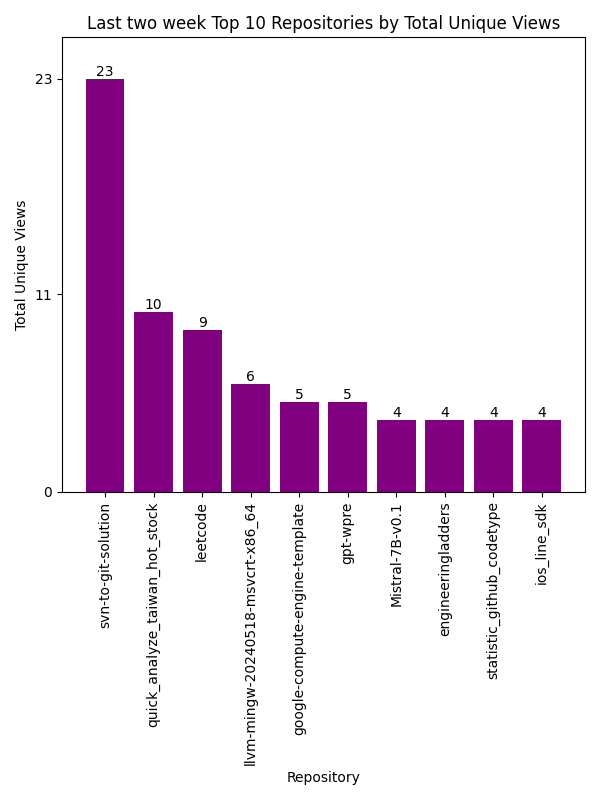 Last two week Top 10 Repositories by Total Unique Views
Total Unique Views
23
11
0
23
10
9
6
5
5
4
4
4
4
svn-to-git-solution
quick_analyze_taiwan_hot_stock
leetcode
llvm-mingw-20240518-msvcrt-x86_64
google-compute-engine-template
gpt-wpre
Mistral-7B-v0.1
engineeringladders
statistic_github_codetype
ios_line_sdk
Repository